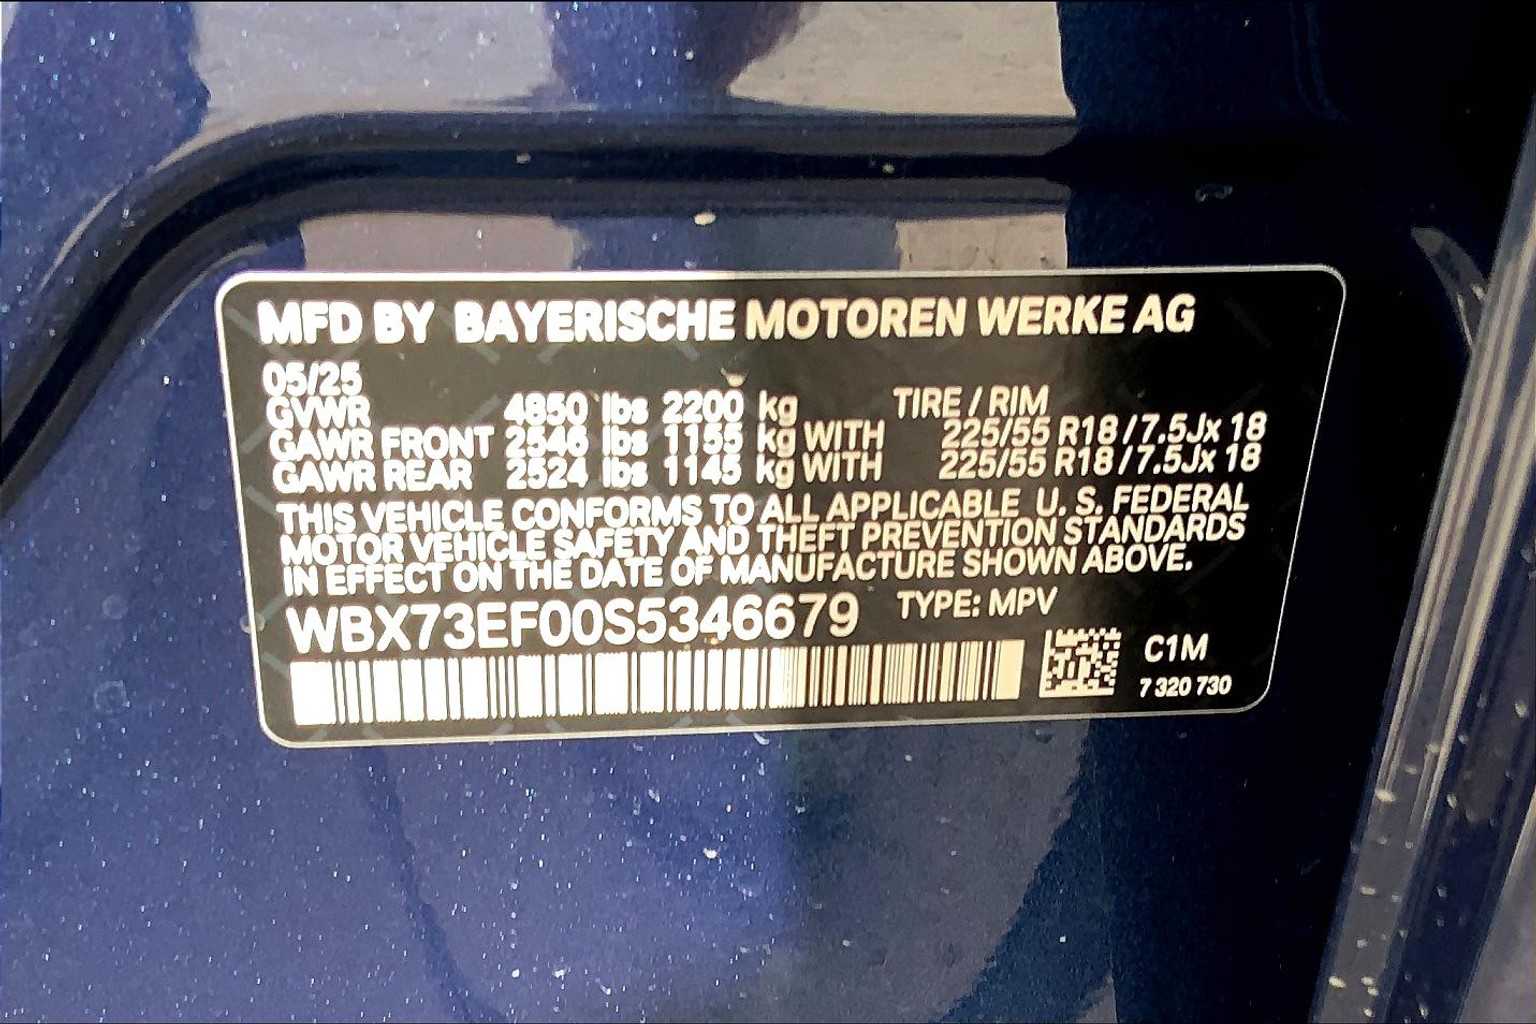 MFD BY BAYERISCHE MOTOREN WERKE AG
05/25
GVWR 4850 lbs 2200 kg TIRE / RIM
GAWR FRONT 2546 lbs 1155 kg WITH 225/55 R18 / 7.5Jx 18
GAWR REAR 2524 lbs 1145 kg WITH 225/55 R18 / 7.5Jx 18
THIS VEHICLE CONFORMS TO ALL APPLICABLE U. S. FEDERAL
MOTOR VEHICLE SAFETY AND THEFT PREVENTION STANDARDS
IN EFFECT ON THE DATE OF MANUFACTURE SHOWN ABOVE.
WBX73EF00S5346679 TYPE: MPV
C1M
7 320 730